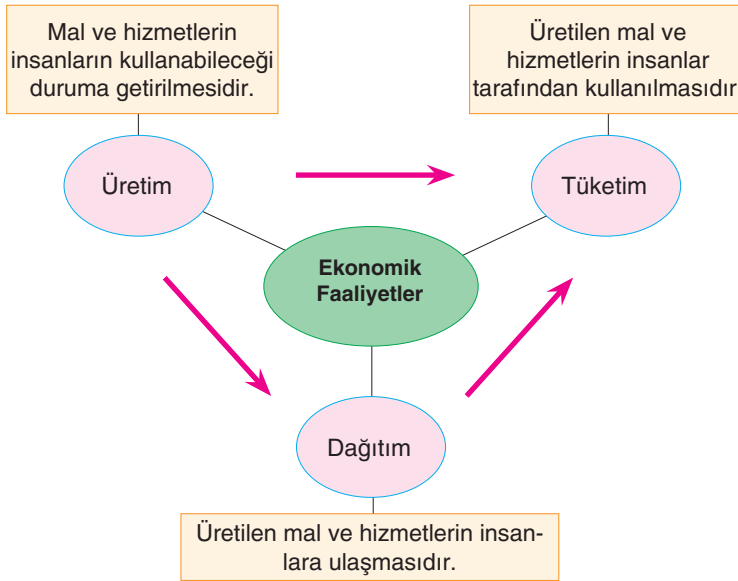 Mal ve hizmetlerin
insanların kullanabileceği
duruma getirilmesidir.
Üretilen mal ve
hizmetlerin insanlar
tarafından kullanılmasıdır
Üretim
Tüketim
Ekonomik
Faaliyetler
Dağıtım
Üretilen mal ve hizmetlerin insan-
lara ulaşmasıdır.